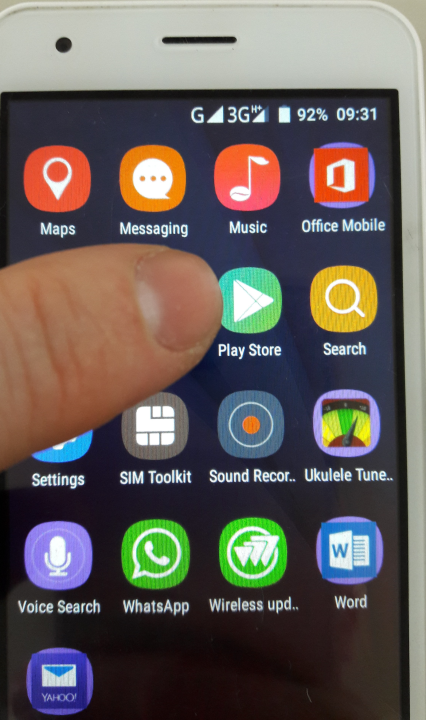 G 3G H+ 92% 09:31
Maps Messaging Music Office Mobile
Play Store Search
Settings SIM Toolkit Sound Recor.. Ukulele Tune..
Voice Search WhatsApp Wireless upd.. Word
W
YAHOO!